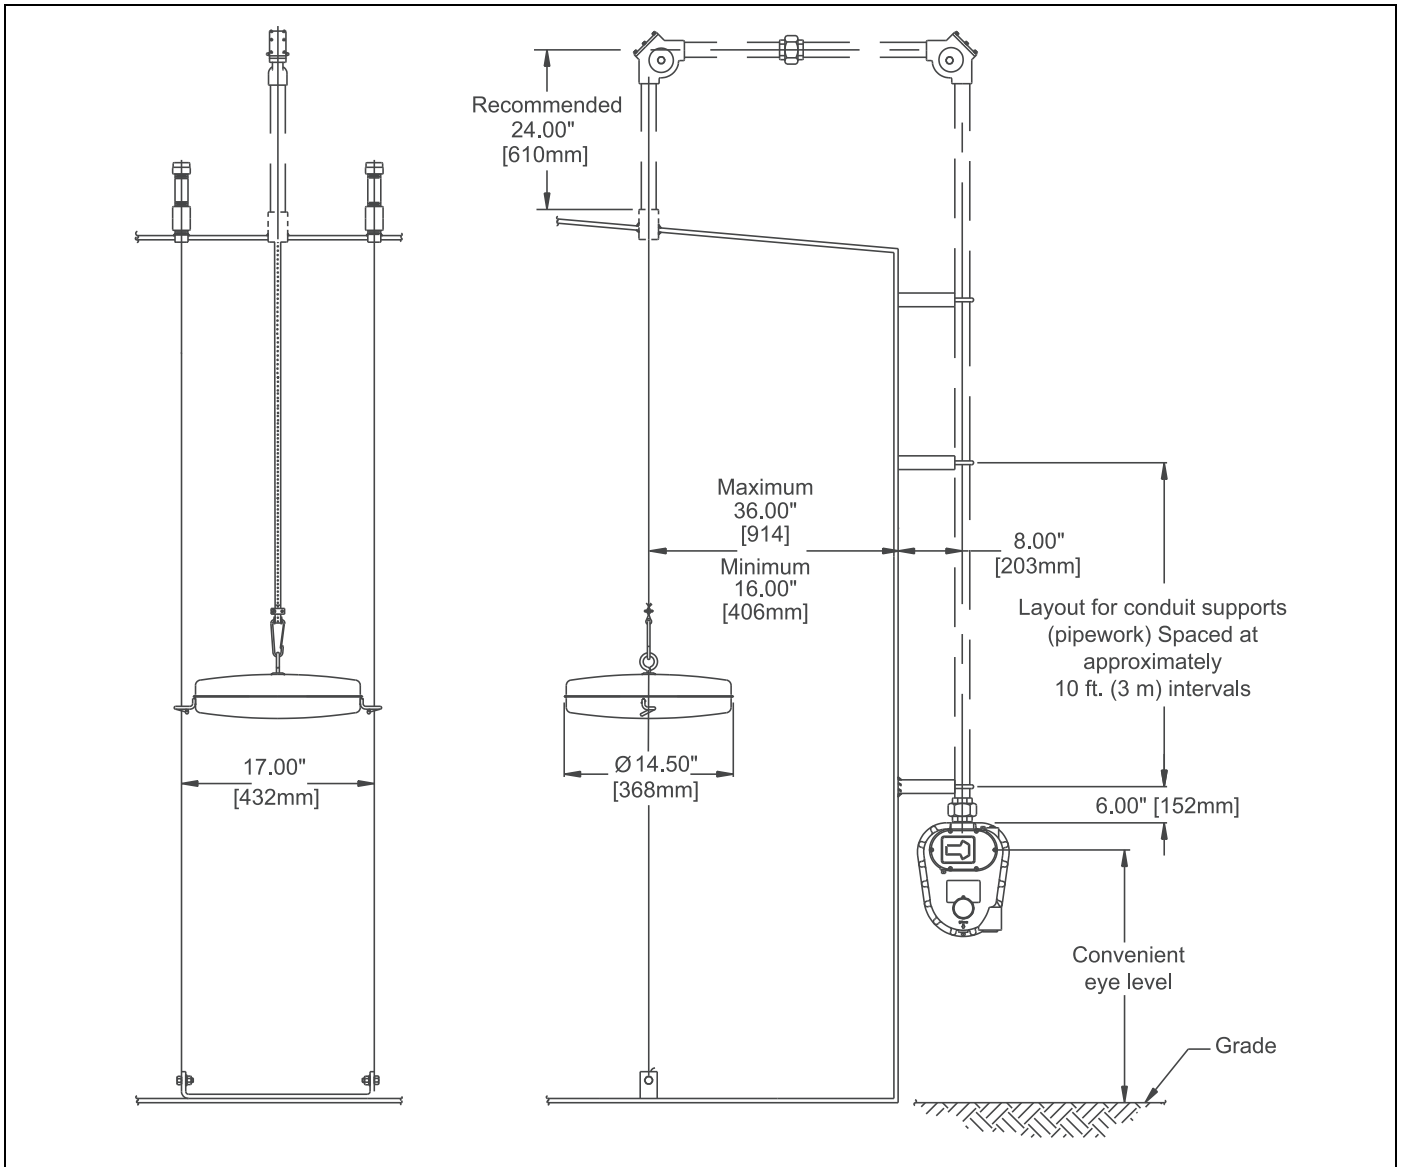 Recommended
24.00"
[610mm]
Maximum
36.00"
[914]
Minimum
16.00"
[406mm]
8.00"
[203mm]
Layout for conduit supports
(pipework) Spaced at
approximately
10 ft. (3 m) intervals
17.00"
[432mm]
Ø14.50"
[368mm]
6.00" [152mm]
Convenient
eye level
Grade